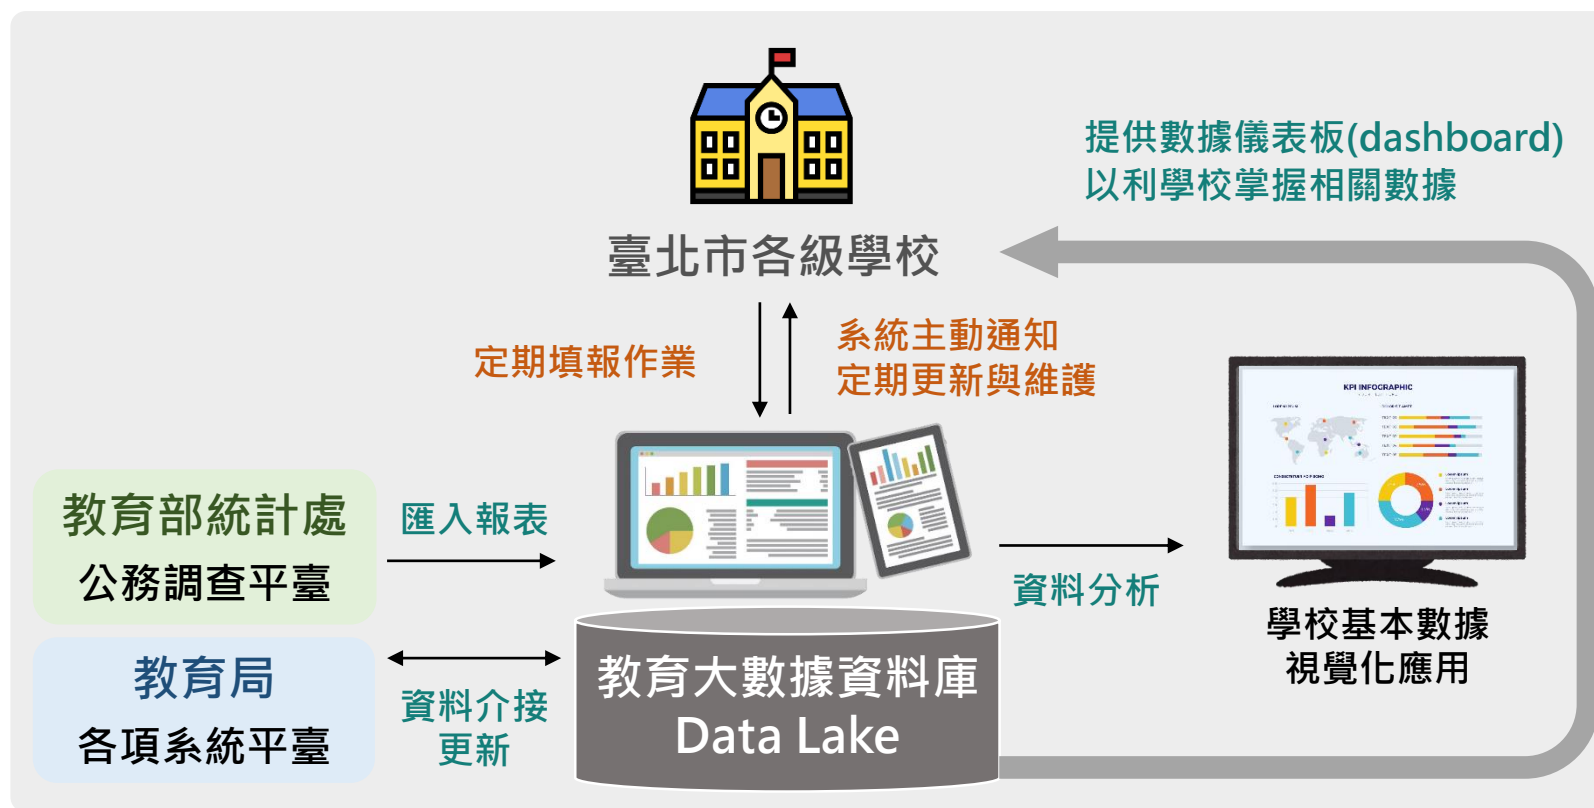 提供數據儀表板(dashboard)
以利學校掌握相關數據
臺北市各級學校
定期填報作業
系統主動通知
定期更新與維護
教育部統計處
公務調查平臺
匯入報表
教育局
各項系統平臺
資料介接
更新
教育大數據資料庫
Data Lake
資料分析
KPI INFOGRAPHIC
學校基本數據
視覺化應用